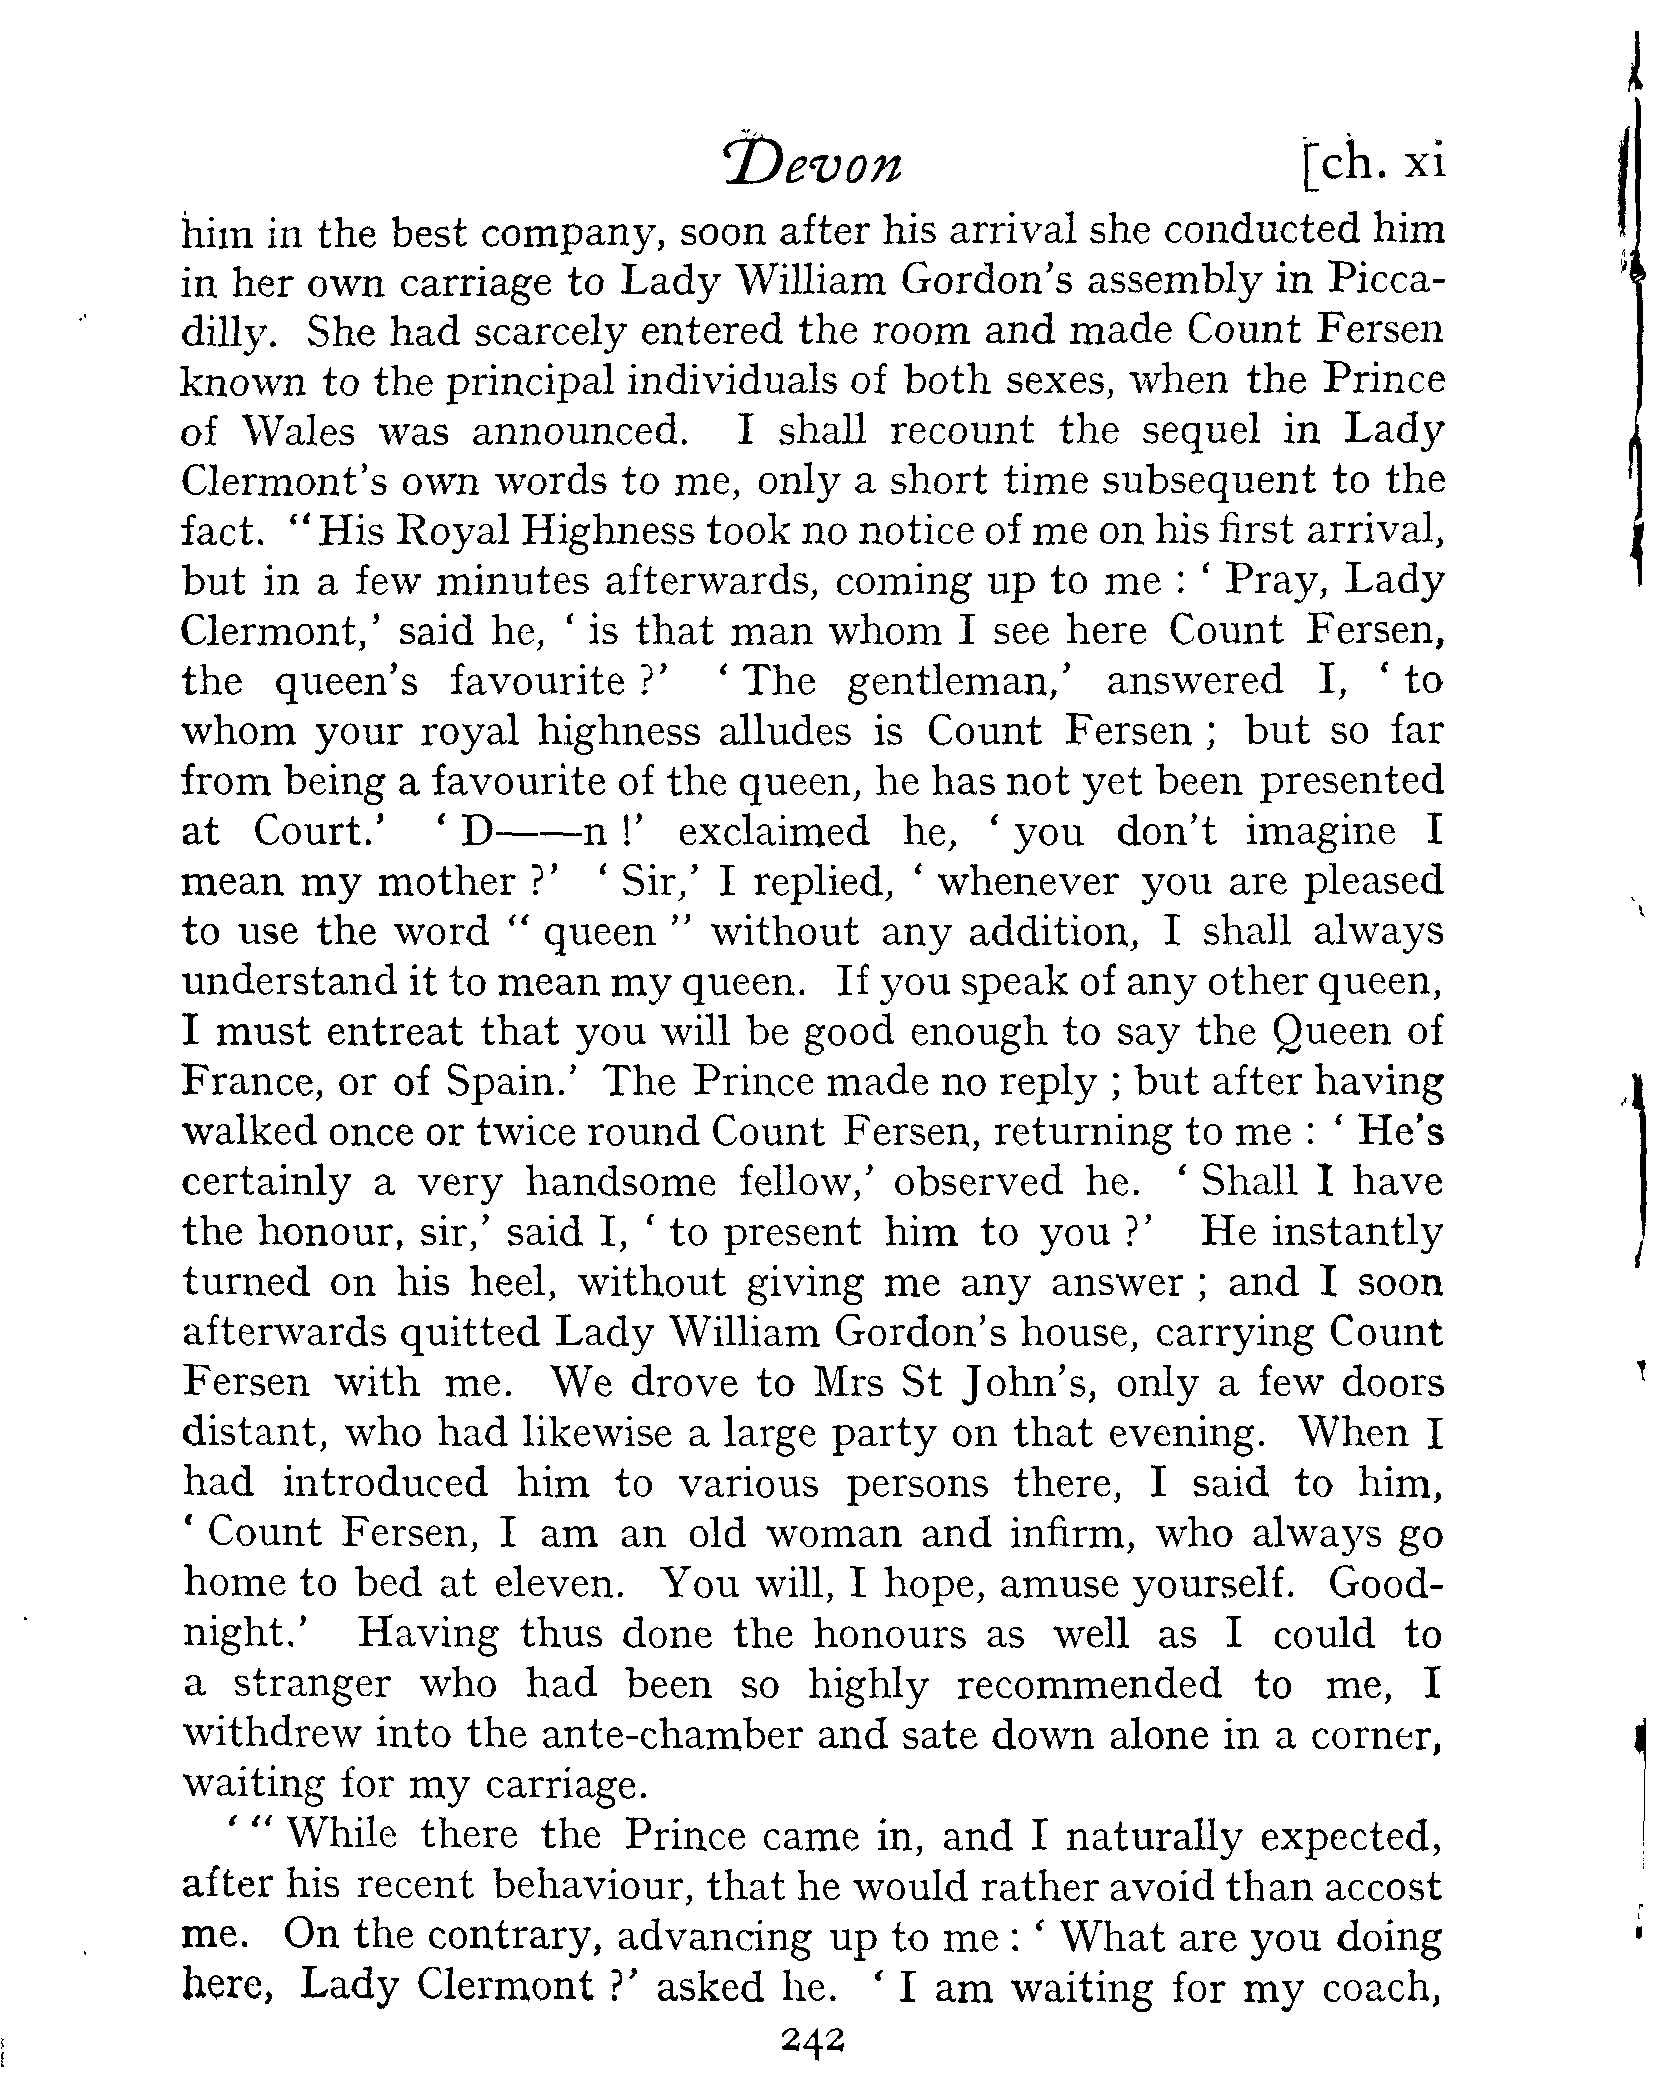 Devon [ch. xi
him in the best company, soon after his arrival she conducted him
in her own carriage to Lady William Gordon's assembly in Picca-
dilly. She had scarcely entered the room and made Count Fersen
known to the principal individuals of both sexes, when the Prince
of Wales was announced. I shall recount the sequel in Lady
Clermont's own words to me, only a short time subsequent to the
fact. “His Royal Highness took no notice of me on his first arrival,
but in a few minutes afterwards, coming up to me : ‘ Pray, Lady
Clermont,’ said he, ‘ is that man whom I see here Count Fersen,
the queen's favourite ?’ ‘ The gentleman,’ answered I, ‘ to
whom your royal highness alludes is Count Fersen ; but so far
from being a favourite of the queen, he has not yet been presented
at Court.’ ‘ D——n !’ exclaimed he, ‘ you don't imagine I
mean my mother ?’ ‘ Sir,’ I replied, ‘ whenever you are pleased
to use the word “ queen ” without any addition, I shall always
understand it to mean my queen. If you speak of any other queen,
I must entreat that you will be good enough to say the Queen of
France, or of Spain.’ The Prince made no reply ; but after having
walked once or twice round Count Fersen, returning to me : ‘ He's
certainly a very handsome fellow,’ observed he. ‘ Shall I have
the honour, sir,’ said I, ‘ to present him to you ?’ He instantly
turned on his heel, without giving me any answer ; and I soon
afterwards quitted Lady William Gordon's house, carrying Count
Fersen with me. We drove to Mrs St John's, only a few doors
distant, who had likewise a large party on that evening. When I
had introduced him to various persons there, I said to him,
‘ Count Fersen, I am an old woman and infirm, who always go
home to bed at eleven. You will, I hope, amuse yourself. Good-
night.’ Having thus done the honours as well as I could to
a stranger who had been so highly recommended to me, I
withdrew into the ante-chamber and sate down alone in a corner,
waiting for my carriage.
‘ “ While there the Prince came in, and I naturally expected,
after his recent behaviour, that he would rather avoid than accost
me. On the contrary, advancing up to me : ‘ What are you doing
here, Lady Clermont ?’ asked he. ‘ I am waiting for my coach,
242